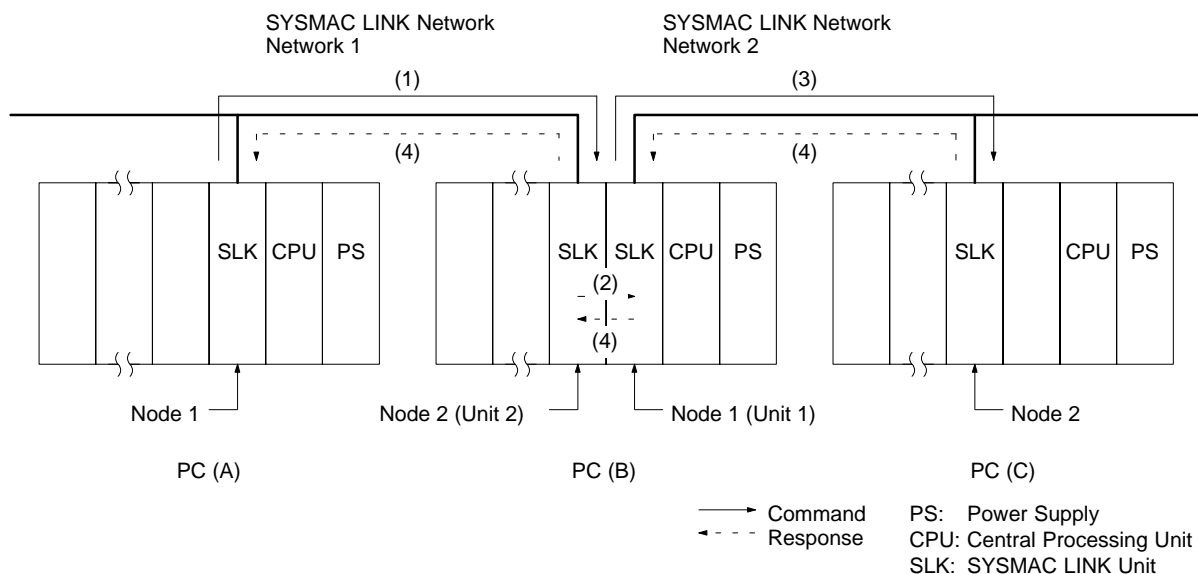 SYSMAC LINK Network
Network 1
SYSMAC LINK Network
Network 2
(1)
(3)
(4)
(4)
SLK CPU PS
SLK SLK CPU PS
SLK CPU PS
(2)
(4)
Node 1
Node 2 (Unit 2)
Node 1 (Unit 1)
Node 2
PC (A)
PC (B)
PC (C)
Command
Response
PS: Power Supply
CPU: Central Processing Unit
SLK: SYSMAC LINK Unit